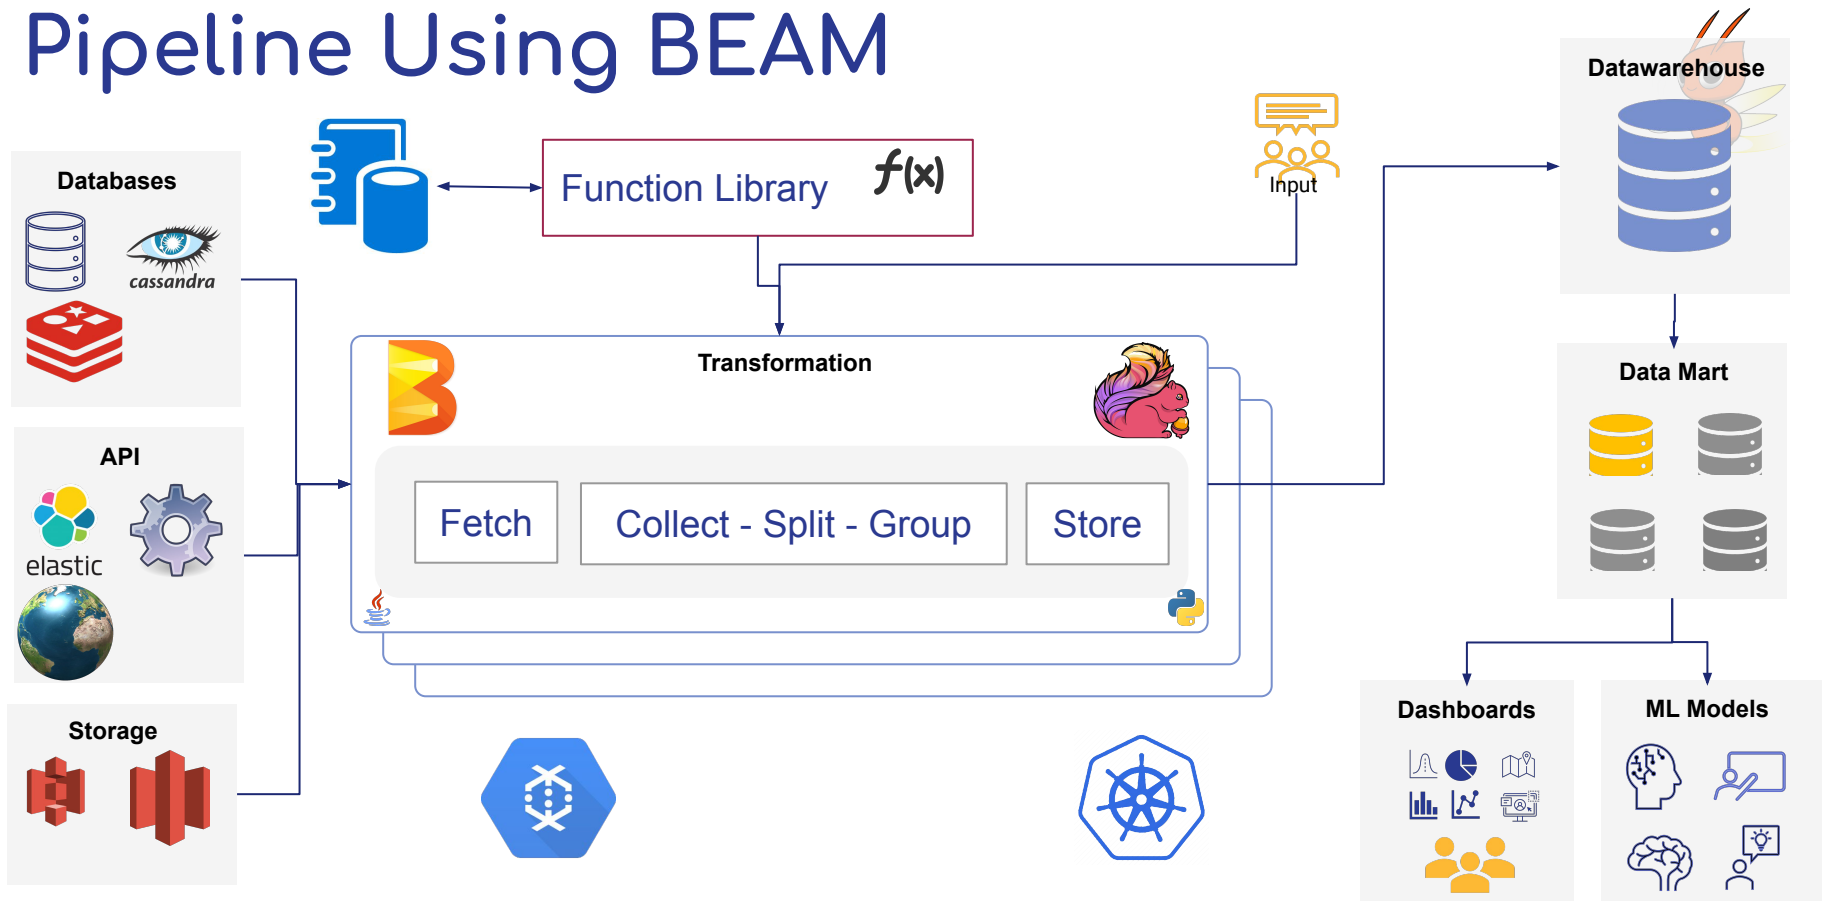 Pipeline Using BEAM
Databases
cassandra
API
elastic
Storage
Function Library
f(x)
Input
Transformation
Fetch
Collect - Split - Group
Store
Datawarehouse
Data Mart
Dashboards
ML Models